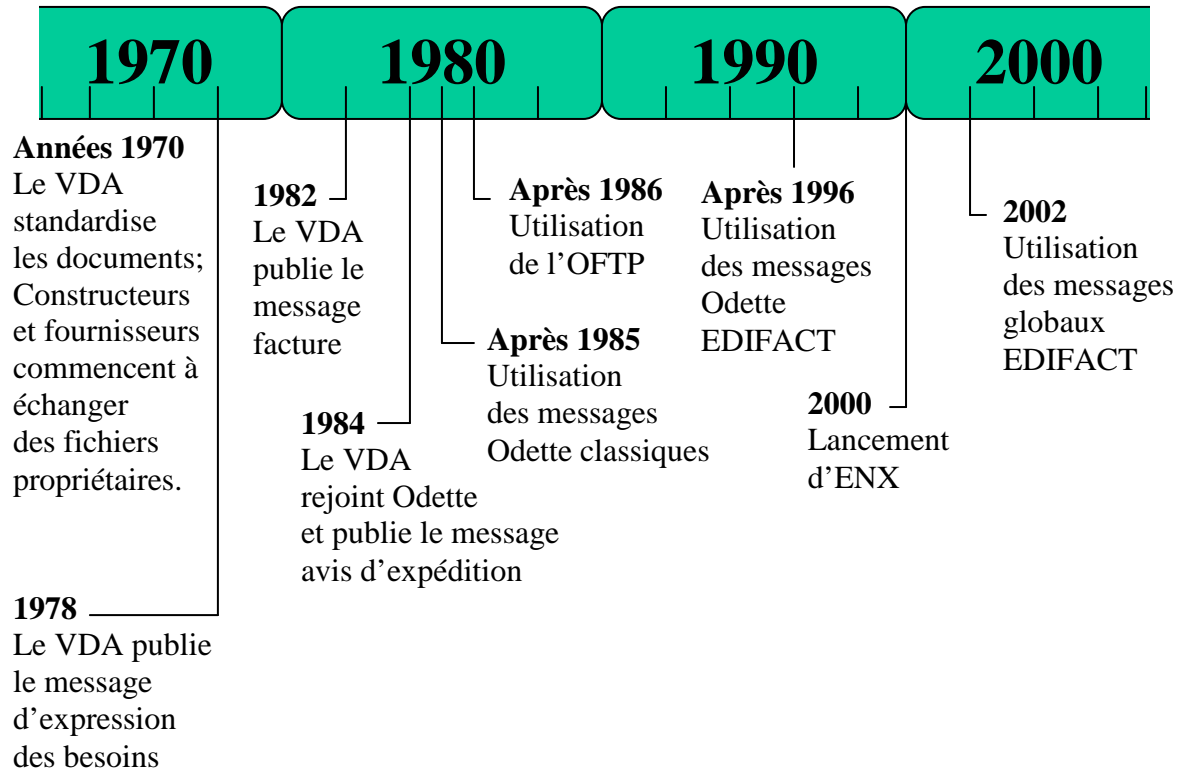 1970
1980
1990
2000
Années 1970
Le VDA
standardise
les documents;
Constructeurs
et fournisseurs
commencent à
échanger
des fichiers
propriétaires.
1978
Le VDA publie
le message
d’expression
des besoins
1982
Le VDA
publie le
message
facture
1984
Le VDA
rejoint Odette
et publie le message
avis d’expédition
Après 1986
Utilisation
de l’OFTP
Après 1985
Utilisation
des messages
Odette classiques
Après 1996
Utilisation
des messages
Odette
EDIFACT
2000
Lancement
d’ENX
2002
Utilisation
des messages
globaux
EDIFACT